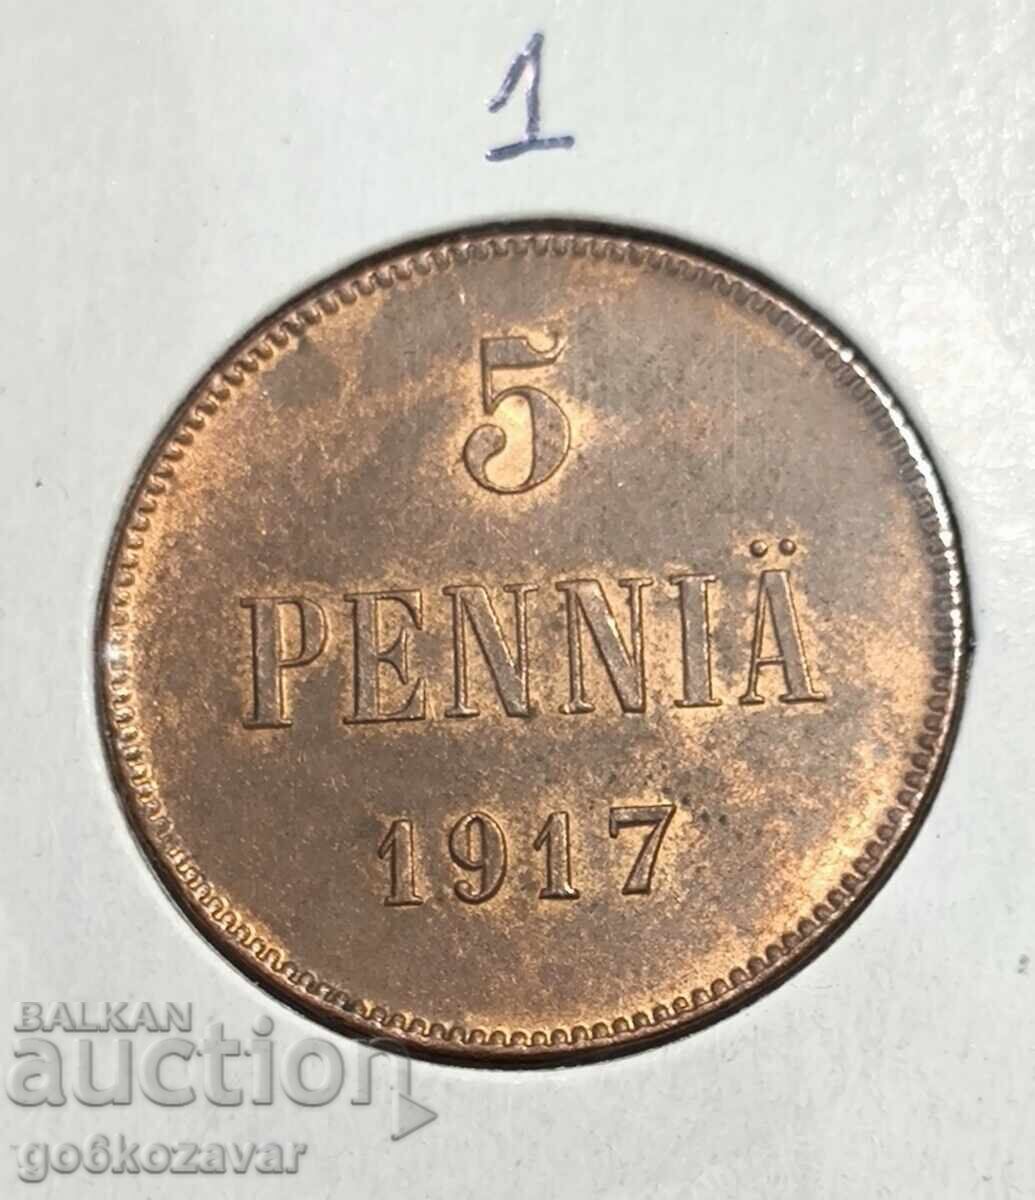 1
5
PENNIÄ
1917
BALKAN
auction
go6kozavar